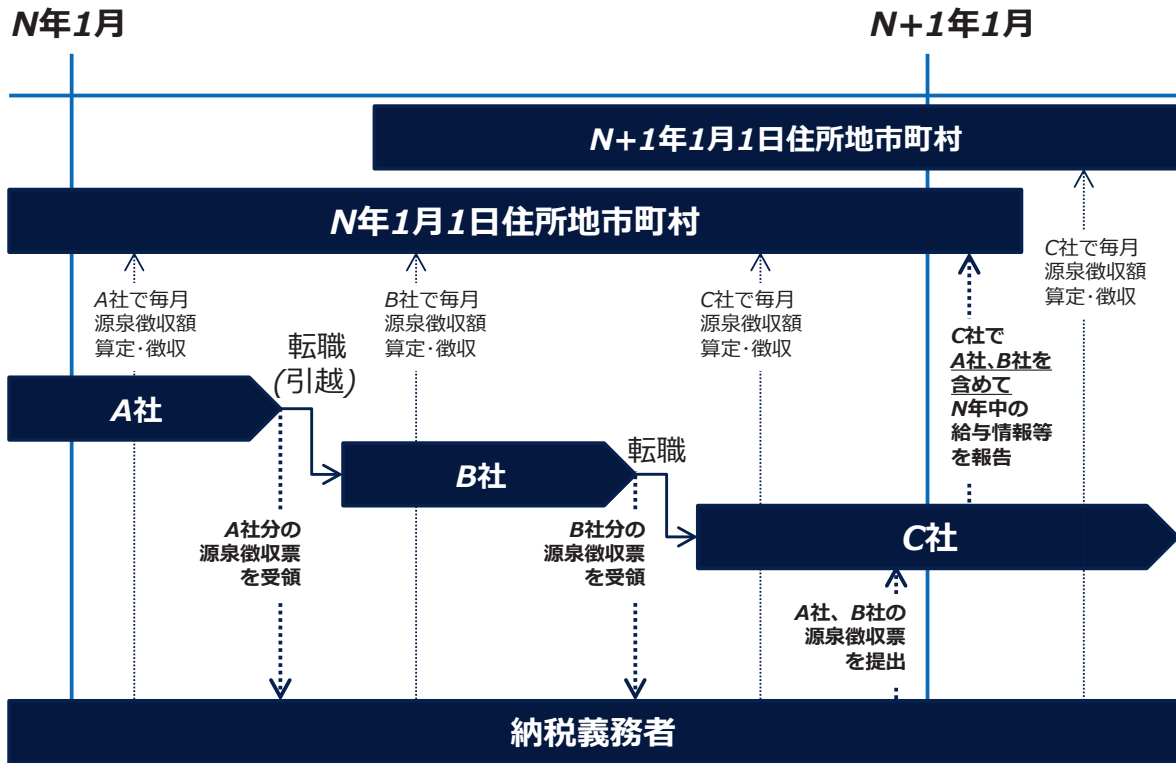 N年1月
N+1年1月
N+1年1月1日住所地市町村
N年1月1日住所地市町村
A社で毎月
源泉徴収額
算定・徴収
B社で毎月
源泉徴収額
算定・徴収
C社で毎月
源泉徴収額
算定・徴収
C社で毎月
源泉徴収額
算定・徴収
C社で
A社、B社を
含めて
N年中の
給与情報等
を報告
転職
(引越)
A社
B社
転職
C社
A社分の
源泉徴収票
を受領
B社分の
源泉徴収票
を受領
A社、B社の
源泉徴収票
を提出
納税義務者